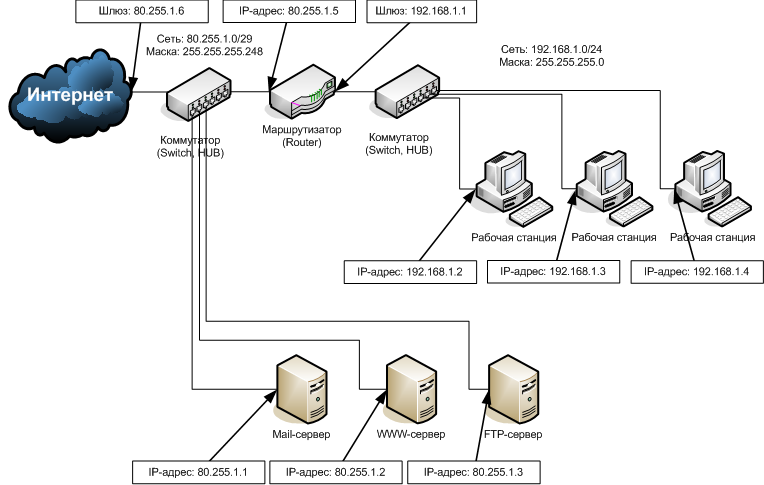 Шлюз: 80.255.1.6
IP-адрес: 80.255.1.5
Шлюз: 192.168.1.1
Сеть: 80.255.1.0/29
Маска: 255.255.255.248
Сеть: 192.168.1.0/24
Маска: 255.255.255.0
Интернет
Коммутатор
(Switch, HUB)
Маршрутизатор
(Router)
Коммутатор
(Switch, HUB)
Рабочая станция
Рабочая станция
Рабочая станция
IP-адрес: 192.168.1.2
IP-адрес: 192.168.1.3
IP-адрес: 192.168.1.4
Mail-сервер
WWW-сервер
FTP-сервер
IP-адрес: 80.255.1.1
IP-адрес: 80.255.1.2
IP-адрес: 80.255.1.3